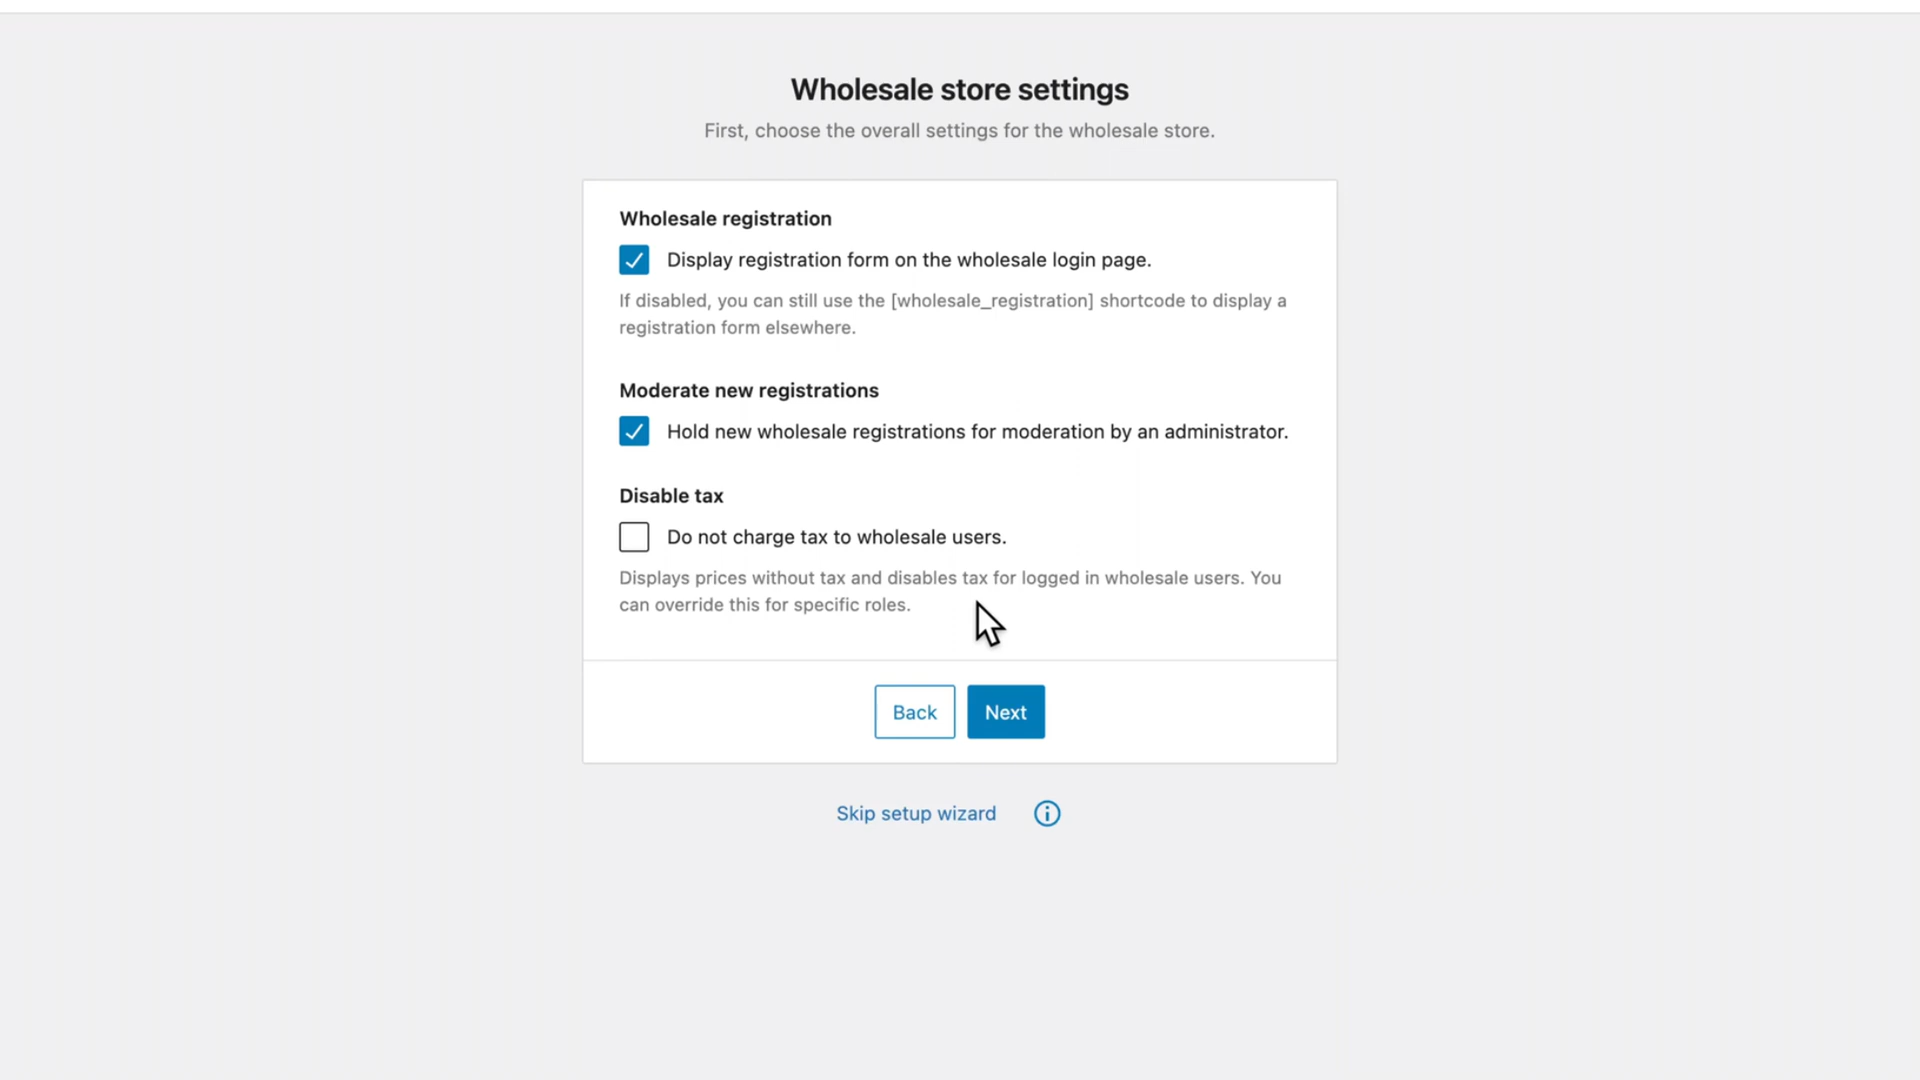 Wholesale store settings
First, choose the overall settings for the wholesale store.
Wholesale registration
Display registration form on the wholesale login page.
If disabled, you can still use the [wholesale_registration] shortcode to display a
registration form elsewhere.
Moderate new registrations
Hold new wholesale registrations for moderation by an administrator.
Disable tax
Do not charge tax to wholesale users.
Displays prices without tax and disables tax for logged in wholesale users. You
can override this for specific roles.
Back
Next
Skip setup wizard